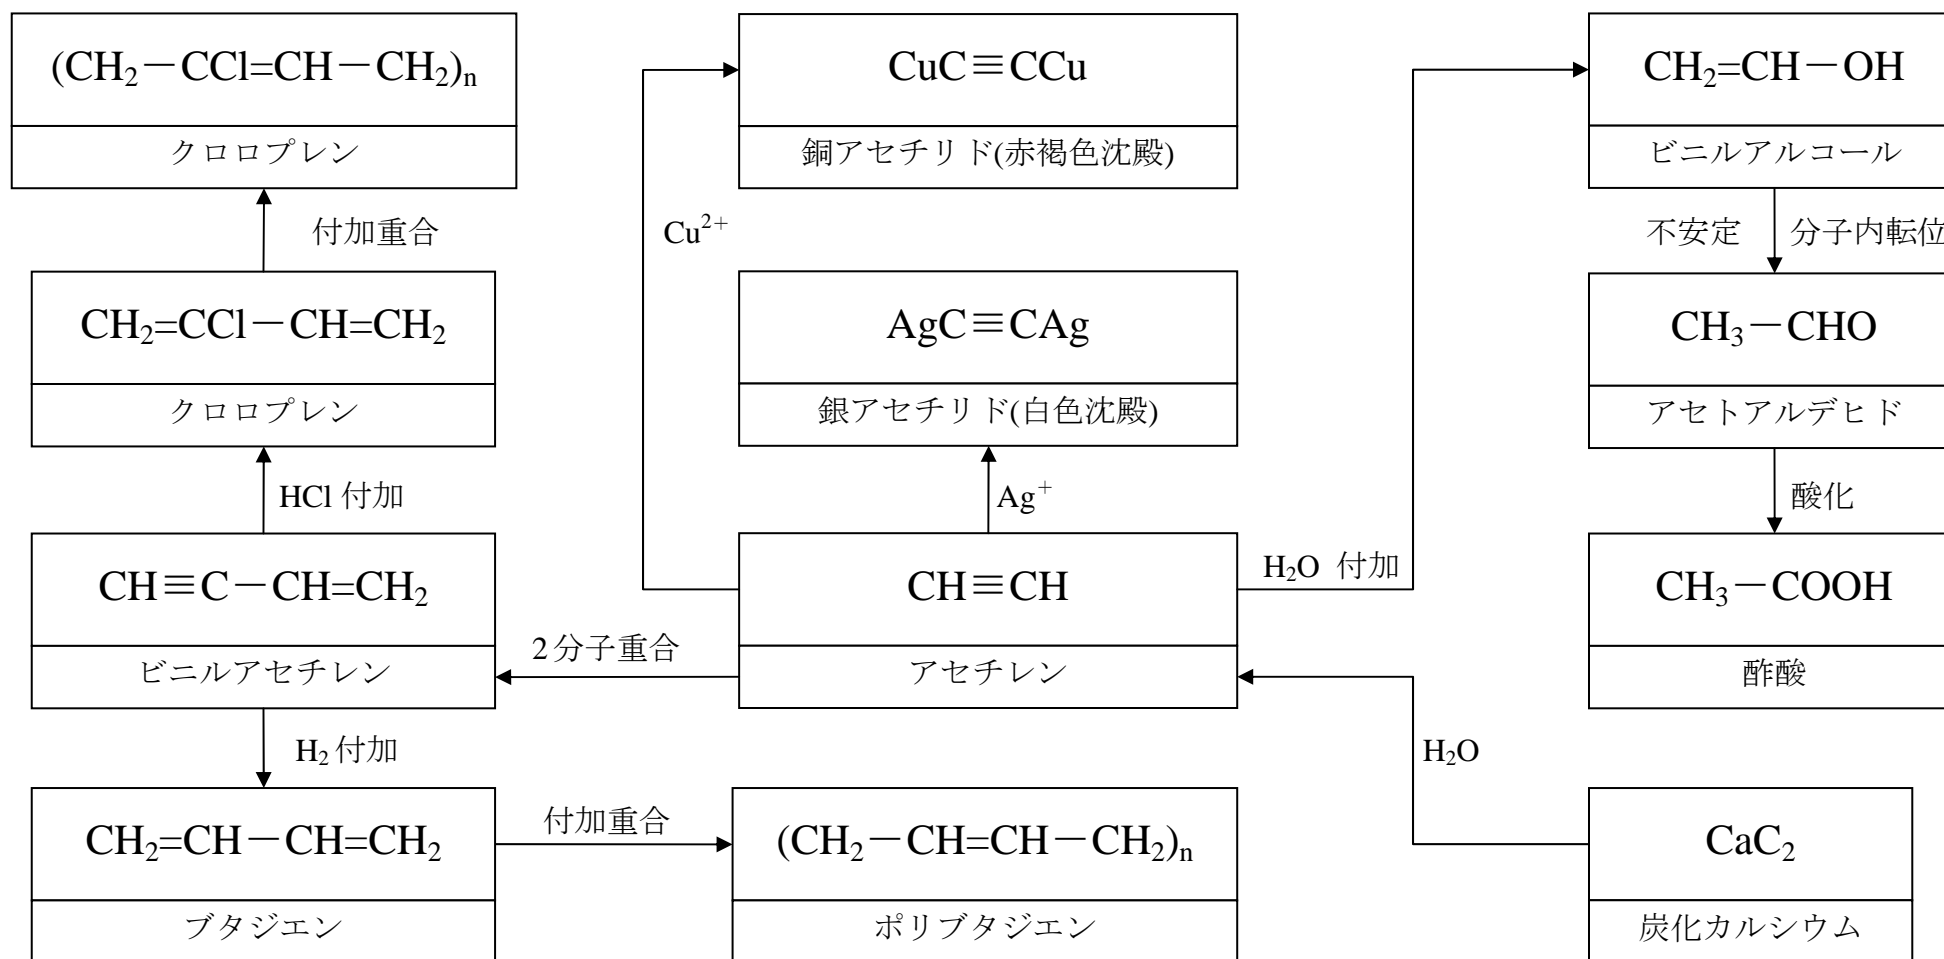 (CH₂－CCl=CH－CH₂)ₙ
クロロプレン
付加重合
CH₂=CCl－CH=CH₂
クロロプレン
HCl 付加
CH≡C－CH=CH₂
ビニルアセチレン
H₂付加
CH₂=CH－CH=CH₂
ブタジエン
付加重合
(CH₂－CH=CH－CH₂)ₙ
ポリブタジエン
CuC≡CCu
銅アセチリド(赤褐色沈殿)
Cu²⁺
AgC≡CAg
銀アセチリド(白色沈殿)
Ag⁺
CH≡CH
アセチレン
2分子重合
H₂O 付加
CH₂=CH－OH
ビニルアルコール
不安定 分子内転位
CH₃－CHO
アセトアルデヒド
酸化
CH₃－COOH
酢酸
H₂O
CaC₂
炭化カルシウム